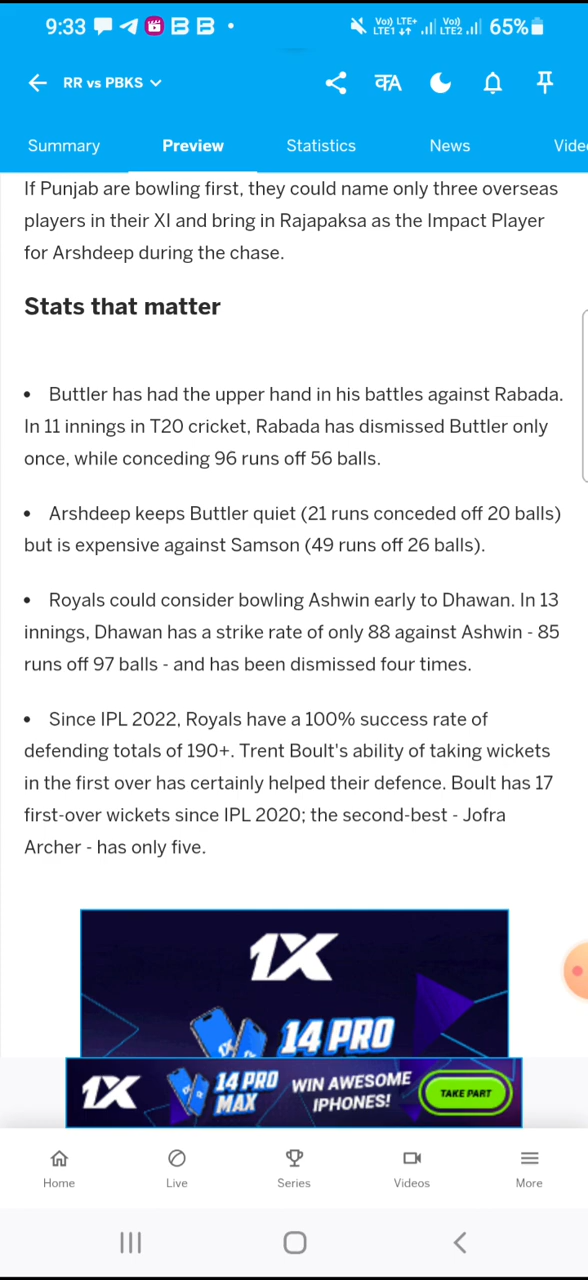 9:33
Vo)) LTE+
LTE1
Vo))
LTE2
65%
RR vs PBKS
क A
Summary Preview Statistics News Vide
If Punjab are bowling first, they could name only three overseas
players in their XI and bring in Rajapaksa as the Impact Player
for Arshdeep during the chase.
Stats that matter
• Buttler has had the upper hand in his battles against Rabada.
In 11 innings in T20 cricket, Rabada has dismissed Buttler only
once, while conceding 96 runs off 56 balls.
• Arshdeep keeps Buttler quiet (21 runs conceded off 20 balls)
but is expensive against Samson (49 runs off 26 balls).
• Royals could consider bowling Ashwin early to Dhawan. In 13
innings, Dhawan has a strike rate of only 88 against Ashwin - 85
runs off 97 balls - and has been dismissed four times.
• Since IPL 2022, Royals have a 100% success rate of
defending totals of 190+. Trent Boult's ability of taking wickets
in the first over has certainly helped their defence. Boult has 17
first-over wickets since IPL 2020; the second-best - Jofra
Archer - has only five.
1X
14 PRO
1X
14 PRO
MAX
WIN AWESOME
IPHONES!
TAKE PART
Home Live Series Videos More